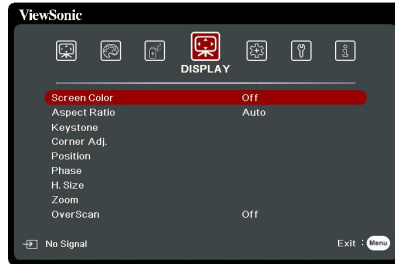 ViewSonic
DISPLAY
Screen Color Off
Aspect Ratio Auto
Keystone
Corner Adj.
Position
Phase
H. Size
Zoom
OverScan Off
No Signal Exit : Menu